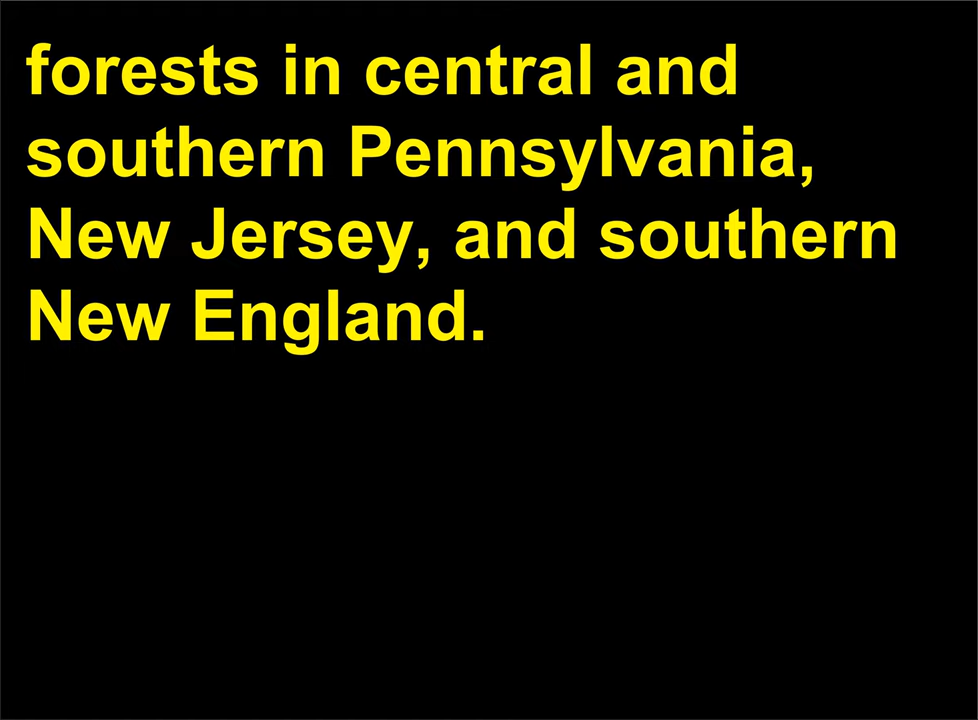 forests in central and
southern Pennsylvania,
New Jersey, and southern
New England.